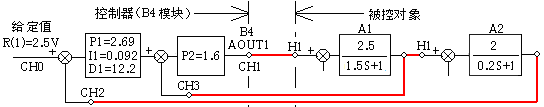 控制器（B4 模块）
被控对象
给定值
R(1)=2.5V
CH0
+
P1=2.69
I1=0.092
D1=12.2
+
P2=1.6
B4
AOUT1
CH1
H1
+
A1
2.5
1.5S+1
H1
+
A2
2
0.2S+1
CH3
CH2